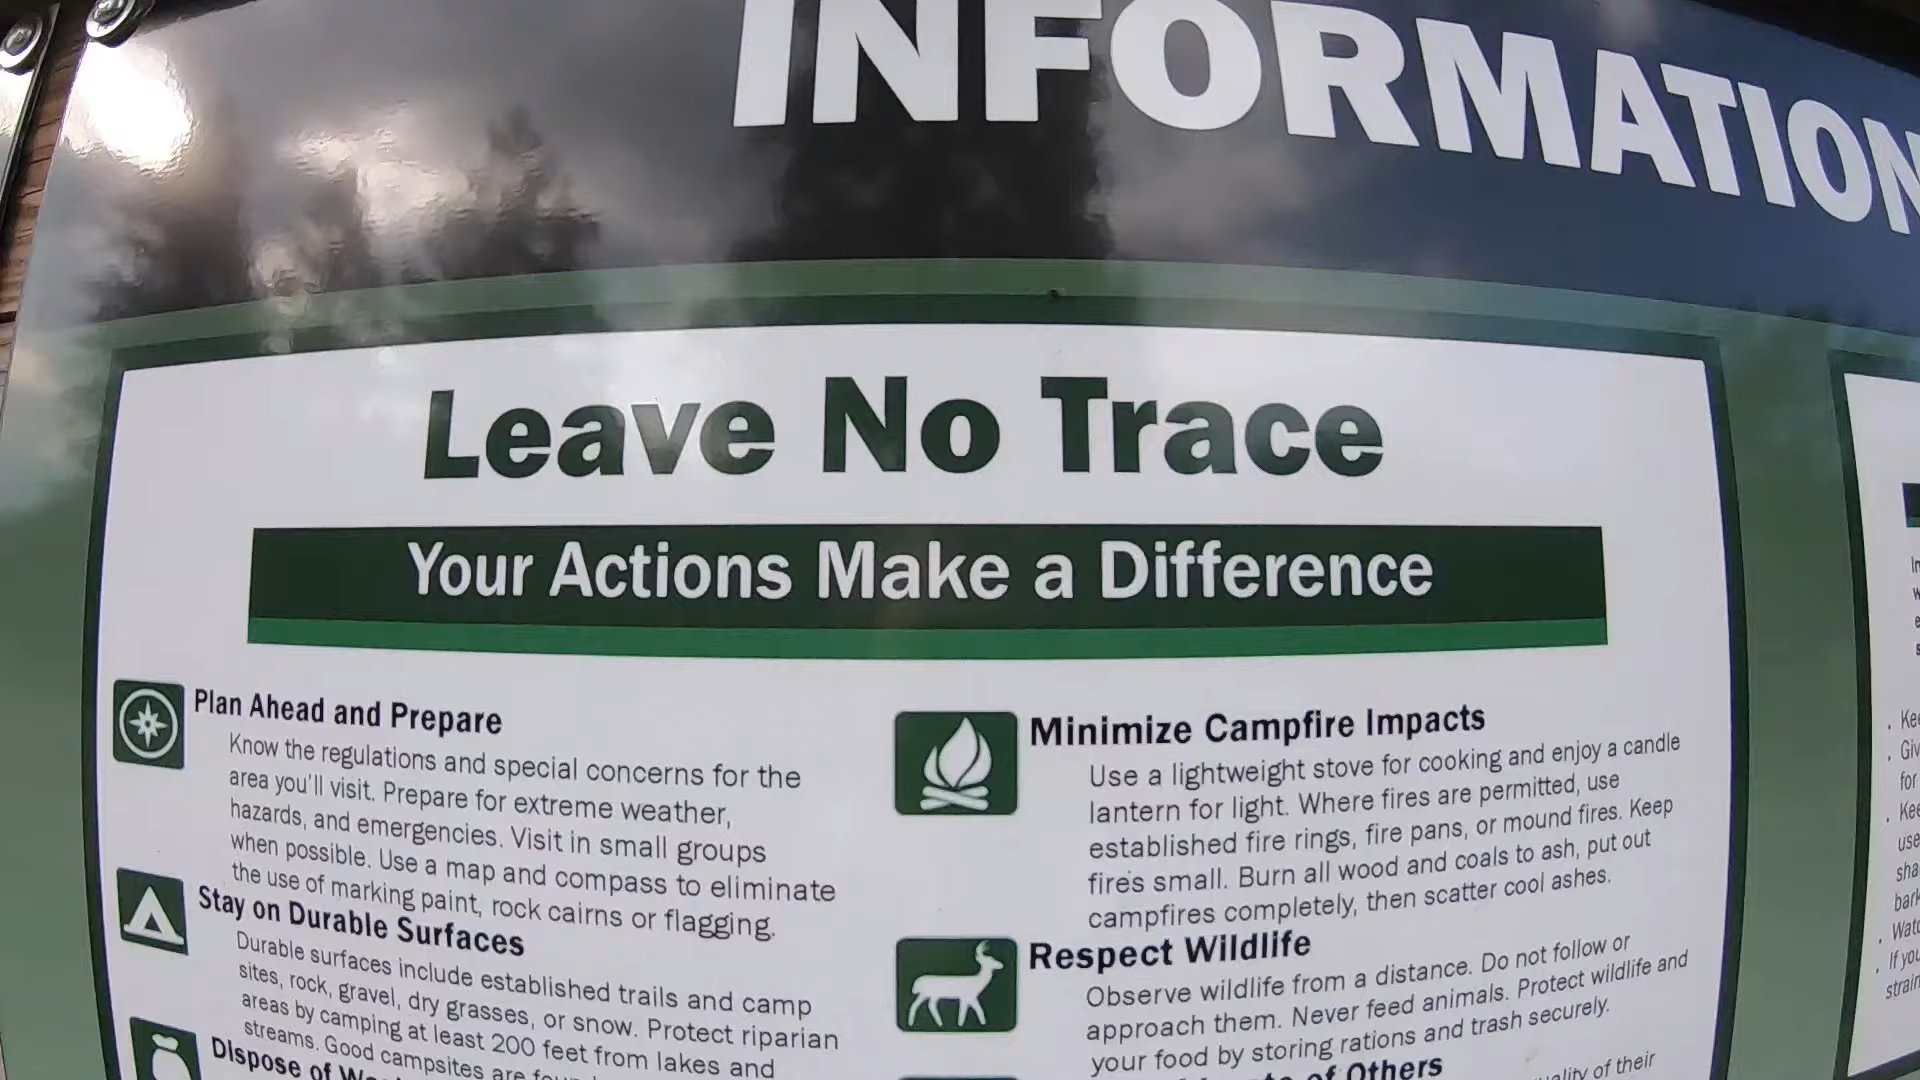 INFORMATION
Leave No Trace
Your Actions Make a Difference
Plan Ahead and Prepare
Know the regulations and special concerns for the
area you'll visit. Prepare for extreme weather,
hazards, and emergencies. Visit in small groups
when possible. Use a map and compass to eliminate
the use of marking paint, rock cairns or flagging.
Stay on Durable Surfaces
Durable surfaces include established trails and camp
sites, rock, gravel, dry grasses, or snow. Protect riparian
areas by camping at least 200 feet from lakes and
streams. Good campsites are
Dispose of
Minimize Campfire Impacts
Use a lightweight stove for cooking and enjoy a candle
lantern for light. Where fires are permitted, use
established fire rings, fire pans, or mound fires. Keep
fires small. Burn all wood and coals to ash, put out
campfires completely, then scatter cool ashes.
Respect Wildlife
Observe wildlife from a distance. Do not follow or
approach them. Never feed animals. Protect wildlife and
your food by storing rations and trash securely.
of Others
of their
for
If